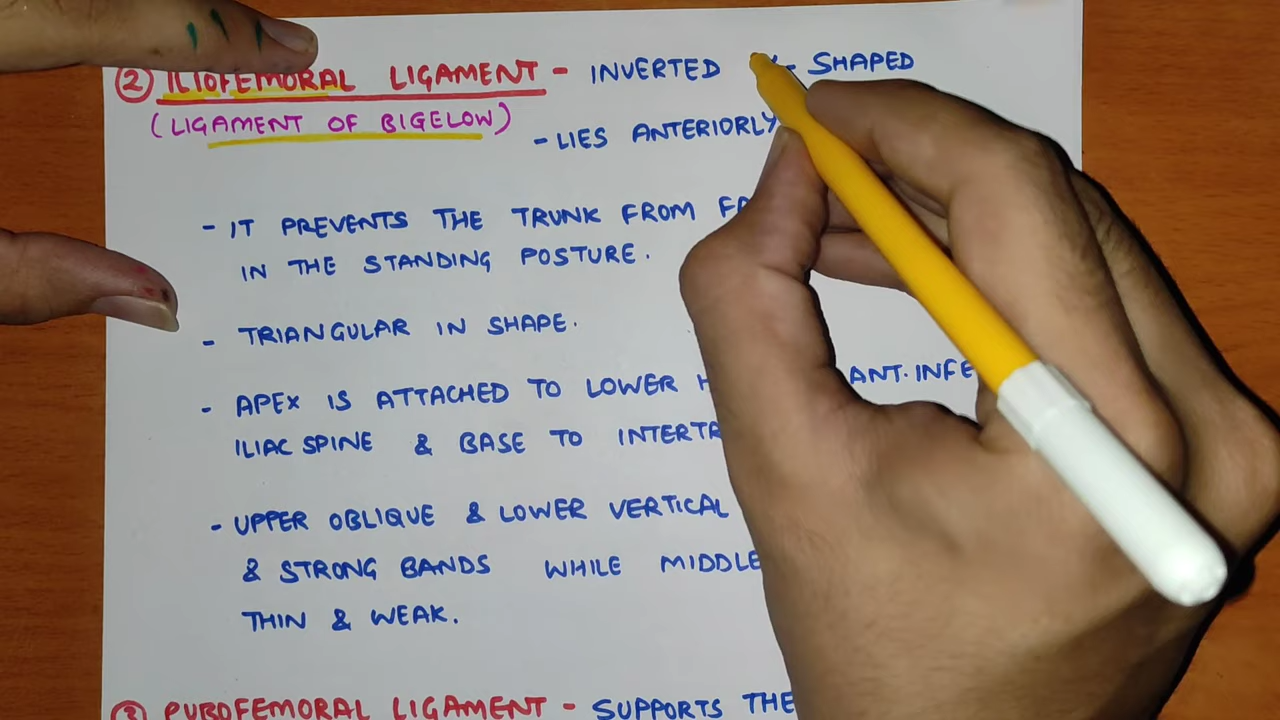 ② ILIOFEMORAL LIGAMENT - INVERTED - SHAPED
(LIGAMENT OF BIGELOW)
- LIES ANTERIORLY
- IT PREVENTS THE TRUNK FROM
IN THE STANDING POSTURE.
- TRIANGULAR IN SHAPE.
- APEX IS ATTACHED TO LOWER ANT.
ILIAC SPINE & BASE TO
- UPPER OBLIQUE & LOWER VERTICAL
& STRONG BANDS WHILE MIDDLE
THIN & WEAK.
③ PUBOFEMORAL LIGAMENT - SUPPORTS THE